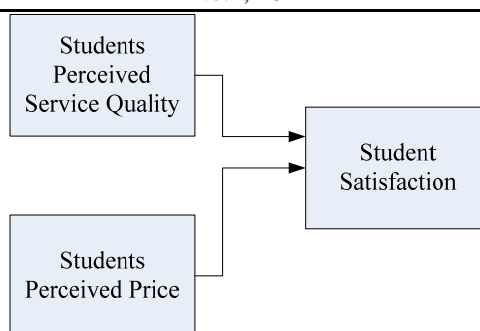 Students
Perceived
Service Quality
Student
Satisfaction
Students
Perceived Price